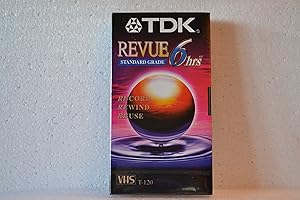 TDK
REVUE 6hrs
STANDARD GRADE
RECORD
REWIND
REUSE
VHS T-120